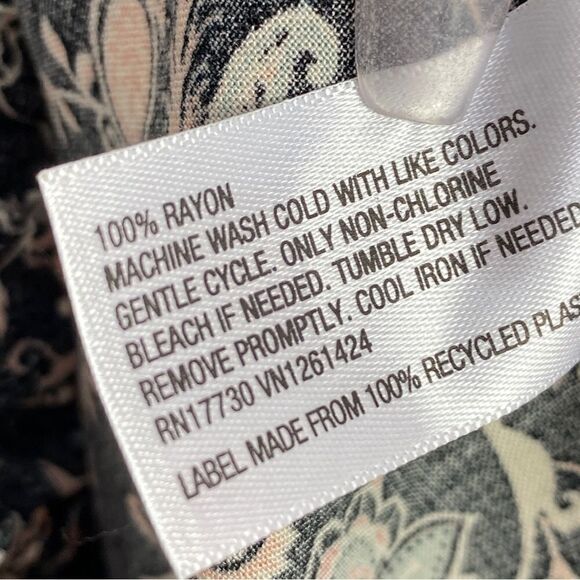 100% RAYON
MACHINE WASH COLD WITH LIKE COLORS.
GENTLE CYCLE. ONLY NON-CHLORINE
BLEACH IF NEEDED. TUMBLE DRY LOW.
REMOVE PROMPTLY. COOL IRON IF NEEDED
RN17730 VN1261424
LABEL MADE FROM 100% RECYCLED PLAS